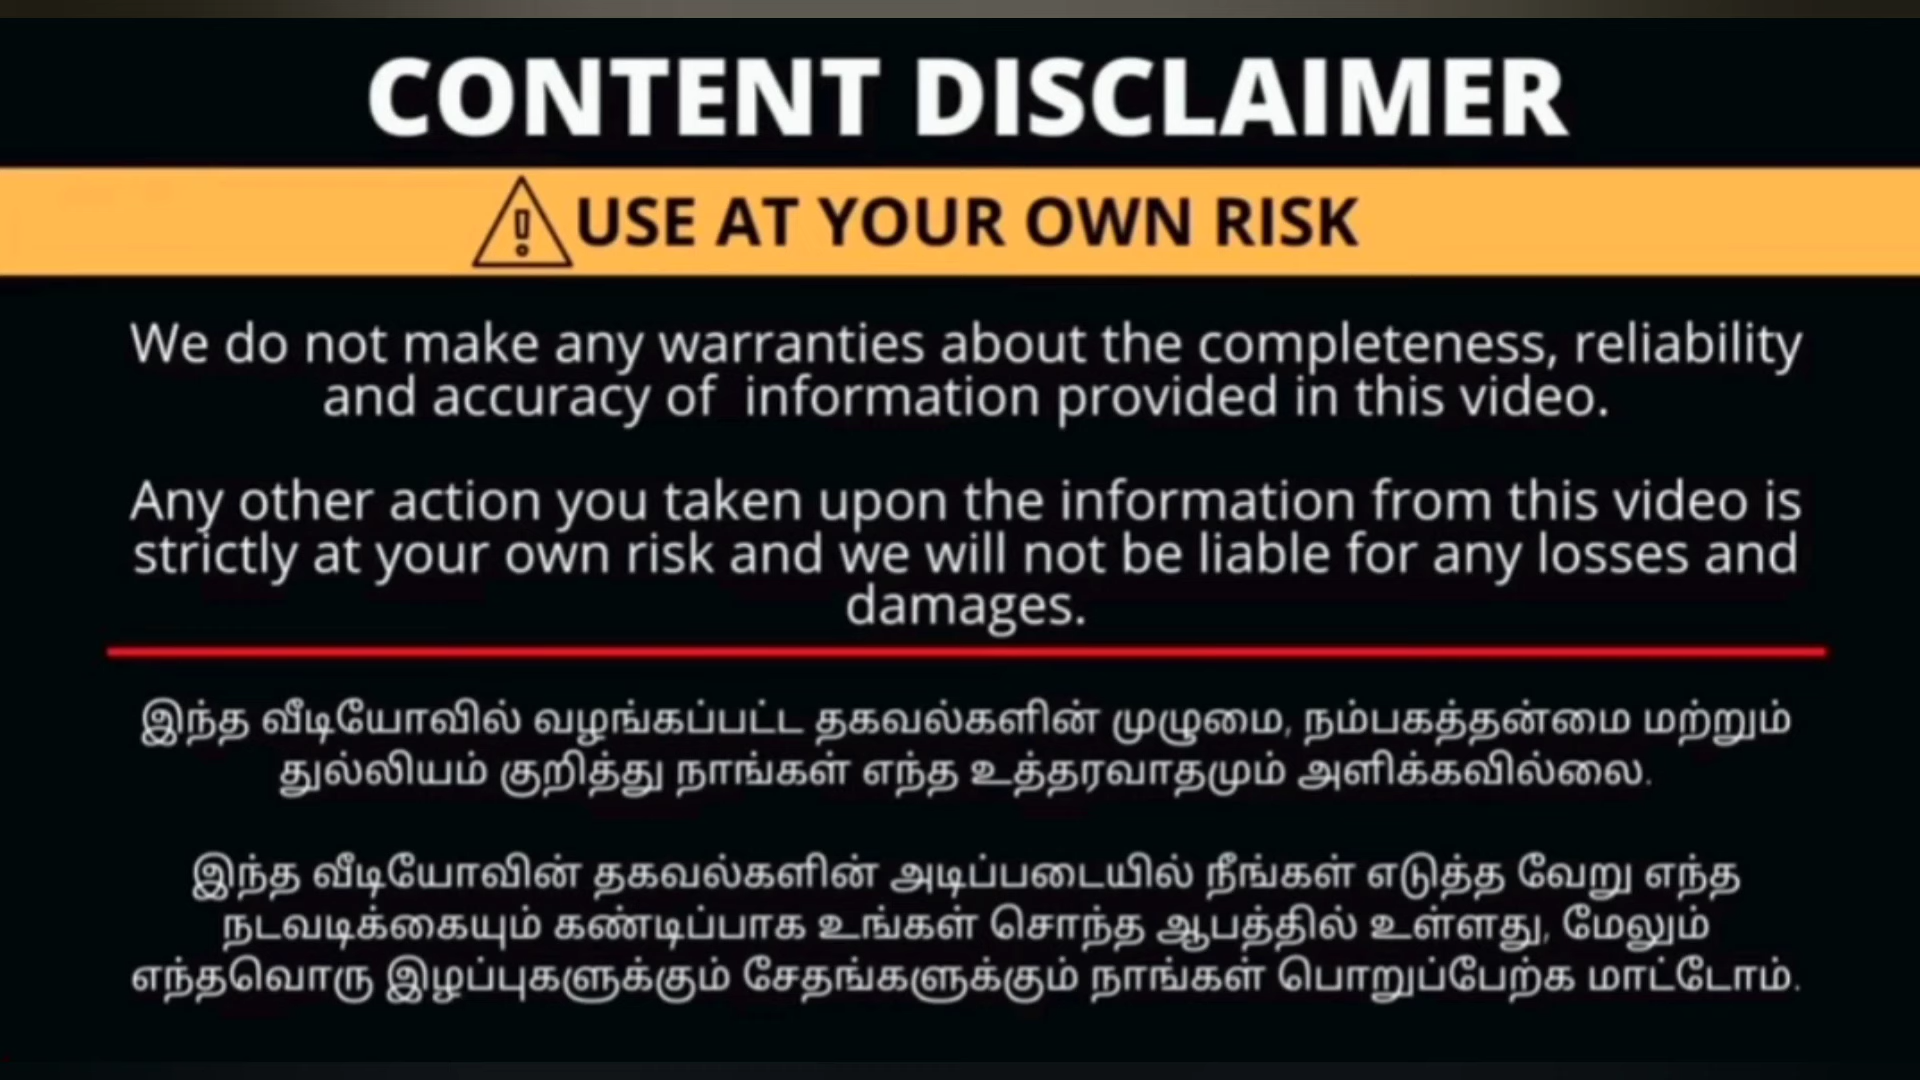 CONTENT DISCLAIMER
USE AT YOUR OWN RISK
We do not make any warranties about the completeness, reliability
and accuracy of information provided in this video.
Any other action you taken upon the information from this video is
strictly at your own risk and we will not be liable for any losses and
damages.
இந்த வீடியோவில் வழங்கப்பட்ட தகவல்களின் முழுமை, நம்பகத்தன்மை மற்றும்
துல்லியம் குறித்து நாங்கள் எந்த உத்தரவாதமும் அளிக்கவில்லை.
இந்த வீடியோவின் தகவல்களின் அடிப்படையில் நீங்கள் எடுத்த வேறு எந்த
நடவடிக்கையும் கண்டிப்பாக உங்கள் சொந்த ஆபத்தில் உள்ளது, மேலும்
எந்தவொரு இழப்புகளுக்கும் சேதங்களுக்கும் நாங்கள் பொறுப்பேற்க மாட்டோம்.